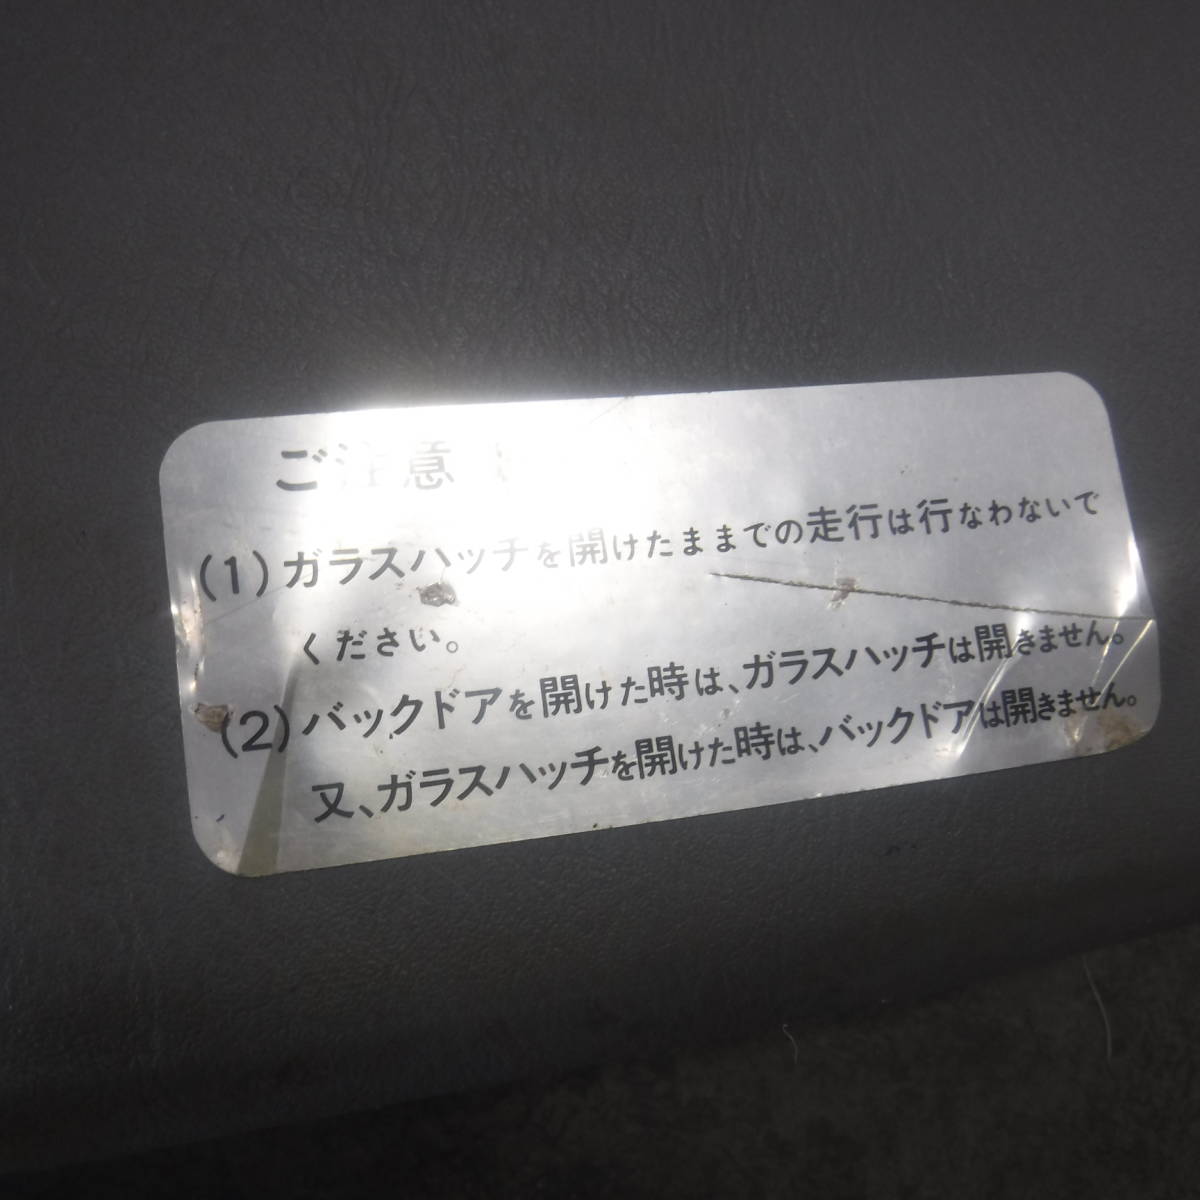 ご注意
(1)ガラスハッチを開けたままでの走行は行なわないで
ください。
(2)バックドアを開けた時は、ガラスハッチは開きません。
又、ガラスハッチを開けた時は、バックドアは開きません。